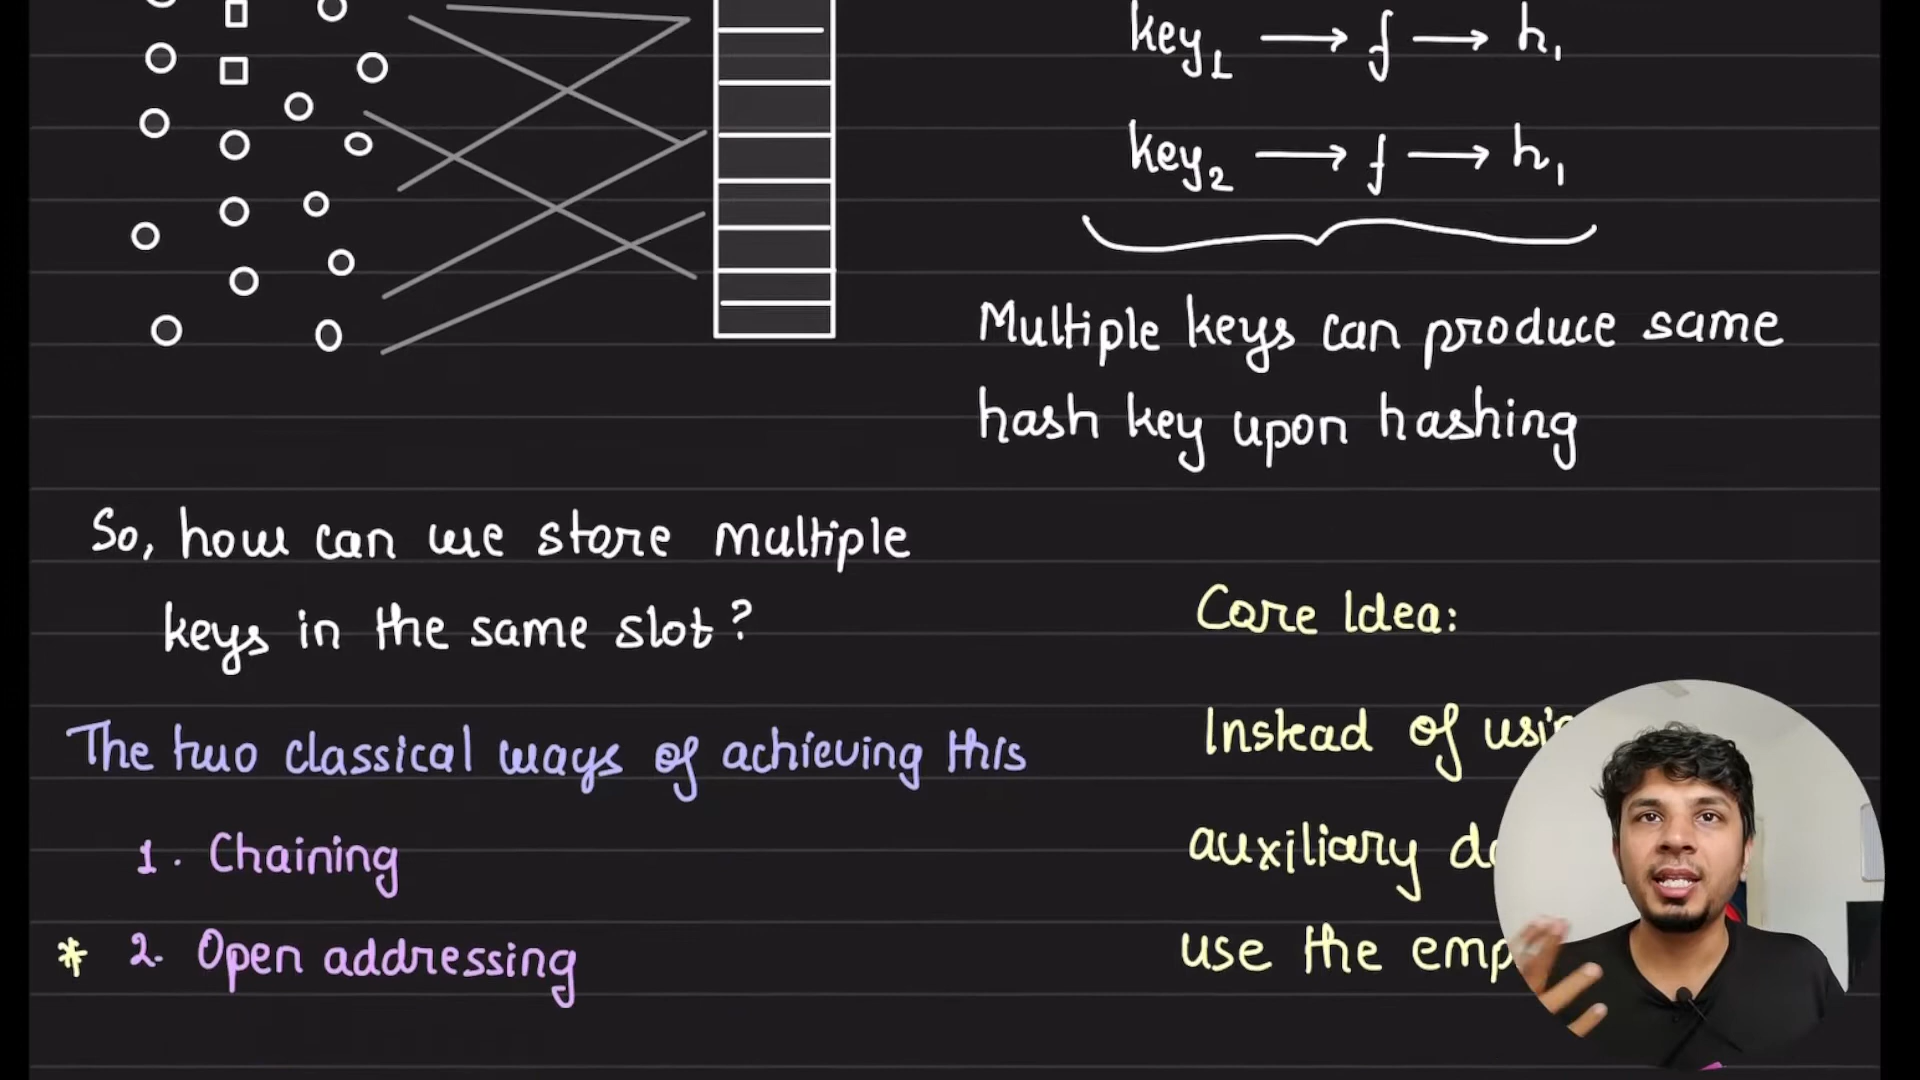 key₁ → f → h₁
key₂ → f → h₁
Multiple keys can produce same
hash key upon hashing
So, how can we store multiple
keys in the same slot?
The two classical ways of achieving this
1. Chaining
* 2. Open addressing
Core Idea:
Instead of
auxiliary
use the